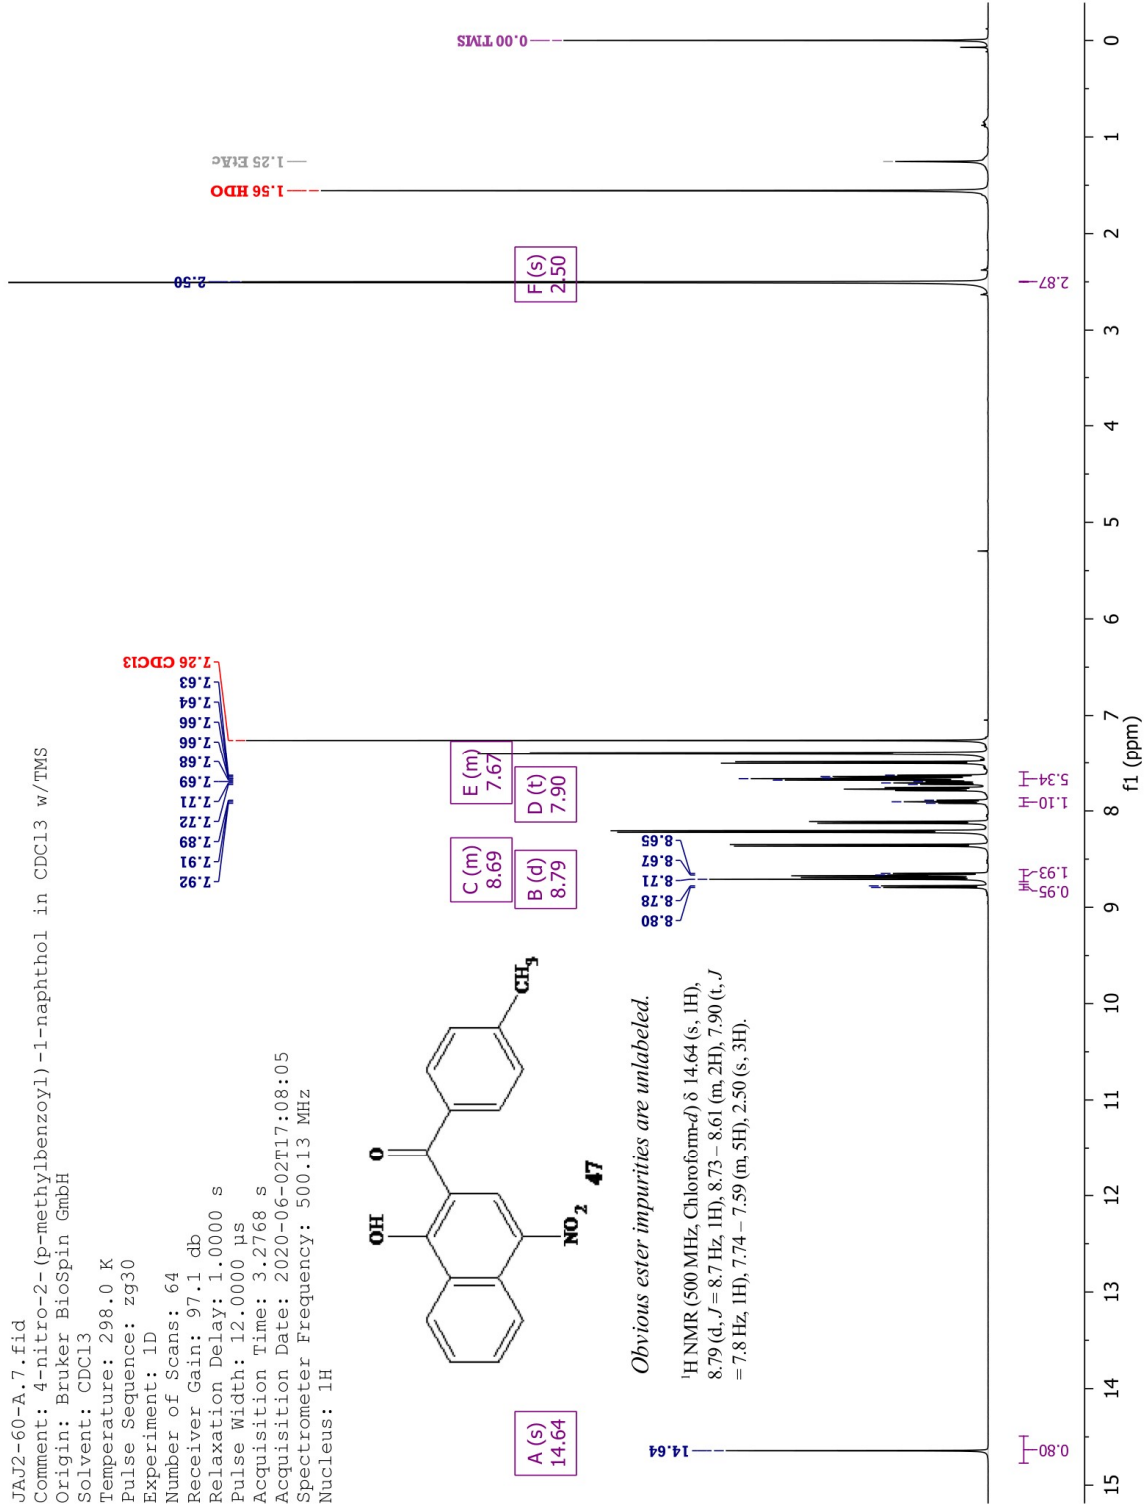 JAJ2-60-A.7.fid
Comment: 4-nitro-2-(p-methylbenzoyl)-1-naphthol in CDCl3 w/TMS
Origin: Bruker BioSpin GmbH
Solvent: CDCl3
Temperature: 298.0 K
Pulse Sequence: zg30
Experiment: 1D
Number of Scans: 64
Receiver Gain: 97.1 db
Relaxation Delay: 1.0000 s
Pulse Width: 12.0000 µs
Acquisition Time: 3.2768 s
Acquisition Date: 2020-06-02T17:08:05
Spectrometer Frequency: 500.13 MHz
Nucleus: 1H
7.92
7.91
7.89
7.72
7.71
7.69
7.68
7.66
7.66
7.64
7.63
7.26 CDCl3
2.50
1.56 HDO
1.25 EtAc
0.00 TMS
OH
O
CH3
NO2
47
C (m)
8.69
E (m)
7.67
A (s)
14.64
B (d)
8.79
D (t)
7.90
F (s)
2.50
Obvious ester impurities are unlabeled.
¹H NMR (500 MHz, Chloroform-d) δ 14.64 (s, 1H),
8.79 (d, J = 8.7 Hz, 1H), 8.73 – 8.61 (m, 2H), 7.90 (t, J
= 7.8 Hz, 1H), 7.74 – 7.59 (m, 5H), 2.50 (s, 3H).
14.64
8.80
8.78
8.71
8.67
8.65
0.80
0.95
1.93
1.10
5.34
2.87
15 14 13 12 11 10 9 8 7 6 5 4 3 2 1 0
f1 (ppm)